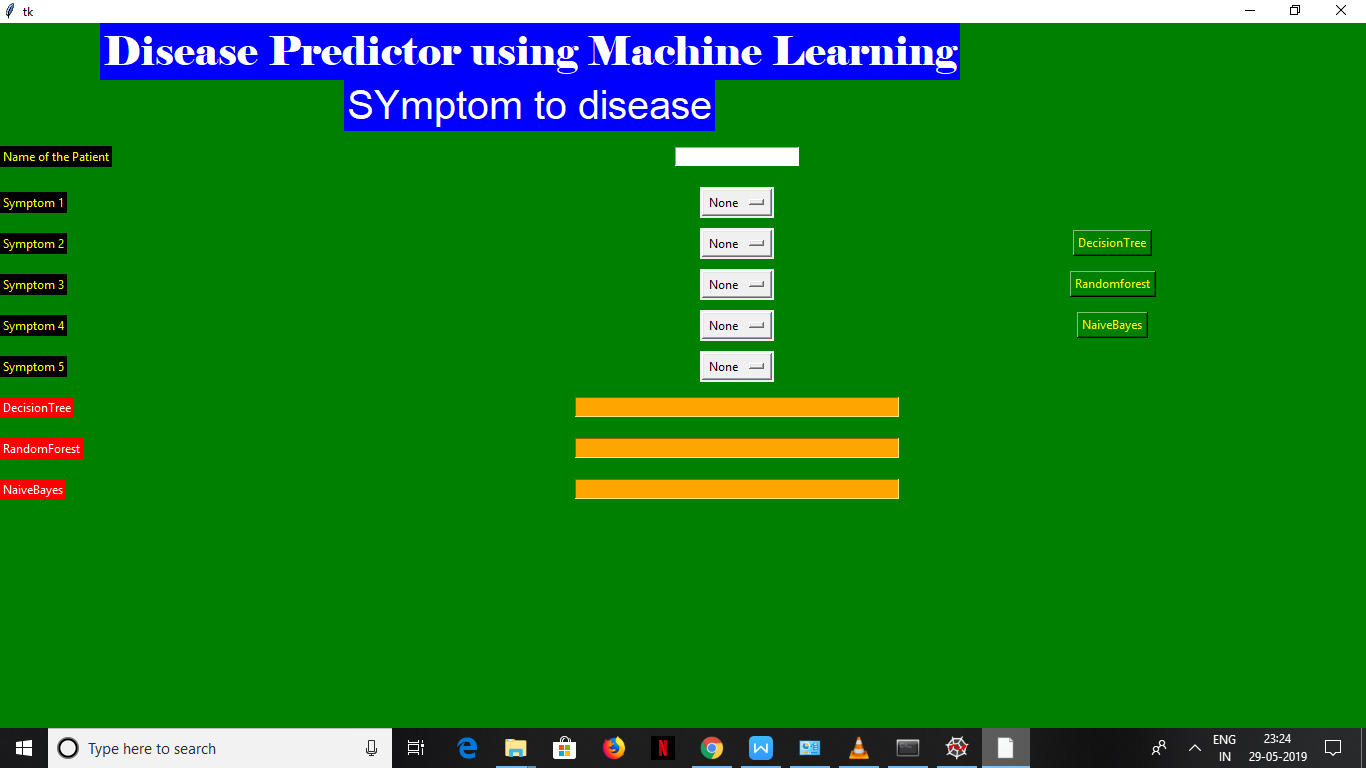 tk
Disease Predictor using Machine Learning
SYmptom to disease
Name of the Patient
Symptom 1 None
Symptom 2 None DecisionTree
Symptom 3 None Randomforest
Symptom 4 None NaiveBayes
Symptom 5 None
DecisionTree
RandomForest
NaiveBayes
Type here to search
ENG 23:24
IN 29-05-2019